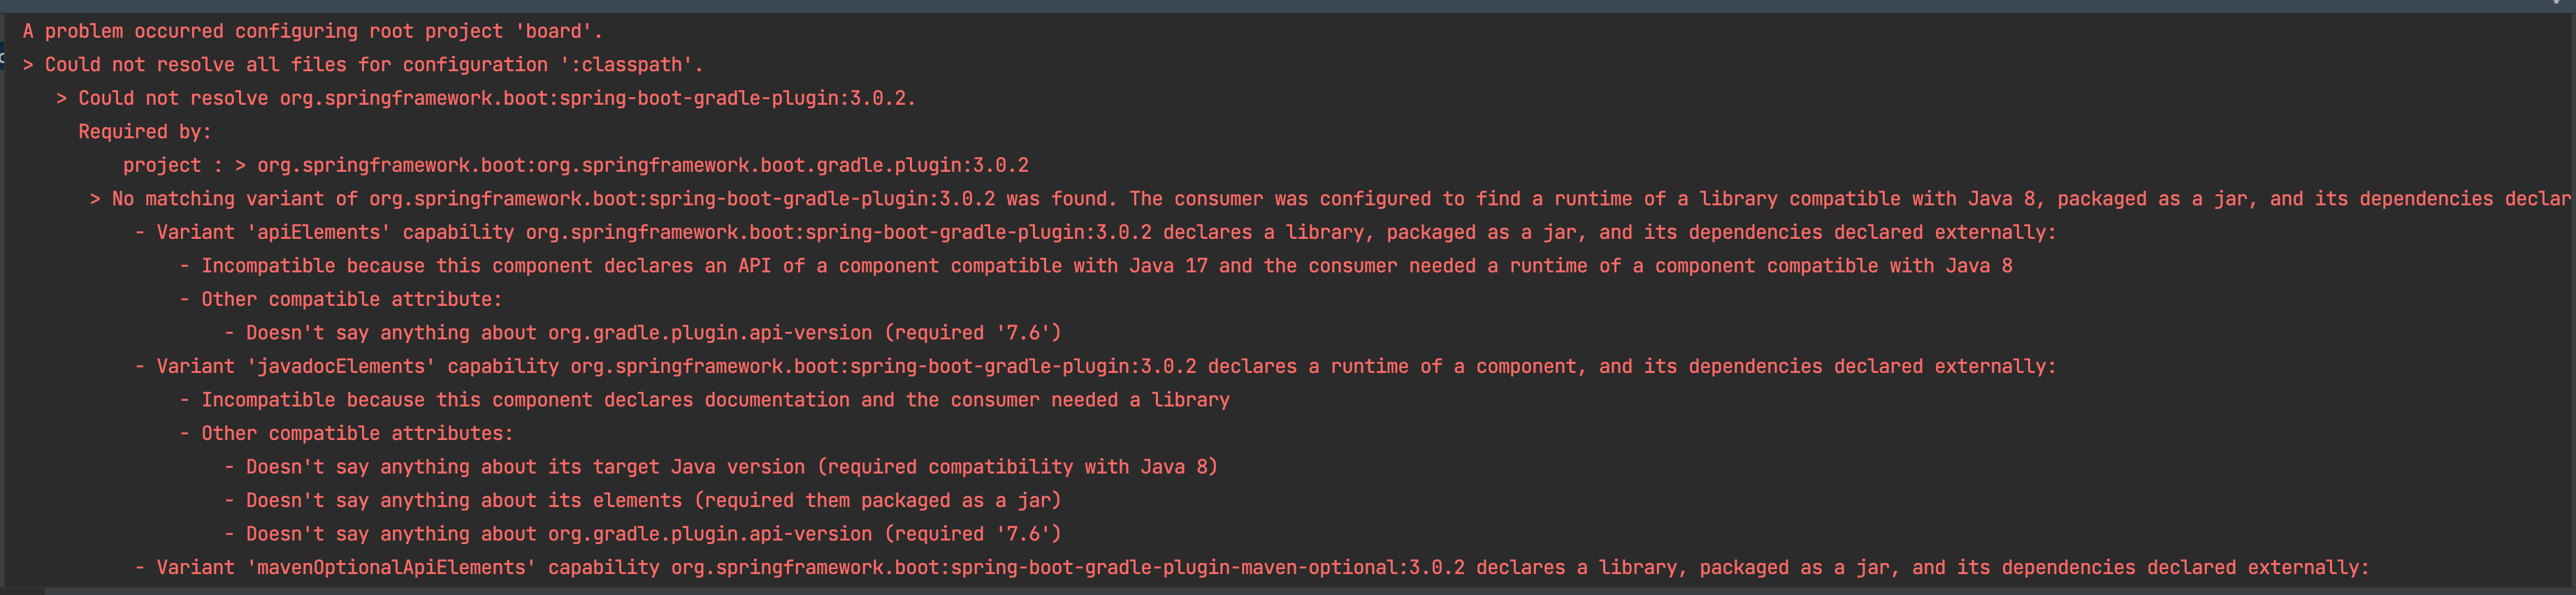 A problem occurred configuring root project 'board'.
> Could not resolve all files for configuration ':classpath'.
> Could not resolve org.springframework.boot:spring-boot-gradle-plugin:3.0.2.
Required by:
project : > org.springframework.boot:org.springframework.boot.gradle.plugin:3.0.2
> No matching variant of org.springframework.boot:spring-boot-gradle-plugin:3.0.2 was found. The consumer was configured to find a runtime of a library compatible with Java 8, packaged as a jar, and its dependencies declar
- Variant 'apiElements' capability org.springframework.boot:spring-boot-gradle-plugin:3.0.2 declares a library, packaged as a jar, and its dependencies declared externally:
- Incompatible because this component declares an API of a component compatible with Java 17 and the consumer needed a runtime of a component compatible with Java 8
- Other compatible attribute:
- Doesn't say anything about org.gradle.plugin.api-version (required '7.6')
- Variant 'javadocElements' capability org.springframework.boot:spring-boot-gradle-plugin:3.0.2 declares a runtime of a component, and its dependencies declared externally:
- Incompatible because this component declares documentation and the consumer needed a library
- Other compatible attributes:
- Doesn't say anything about its target Java version (required compatibility with Java 8)
- Doesn't say anything about its elements (required them packaged as a jar)
- Doesn't say anything about org.gradle.plugin.api-version (required '7.6')
- Variant 'mavenOptionalApiElements' capability org.springframework.boot:spring-boot-gradle-plugin-maven-optional:3.0.2 declares a library, packaged as a jar, and its dependencies declared externally: